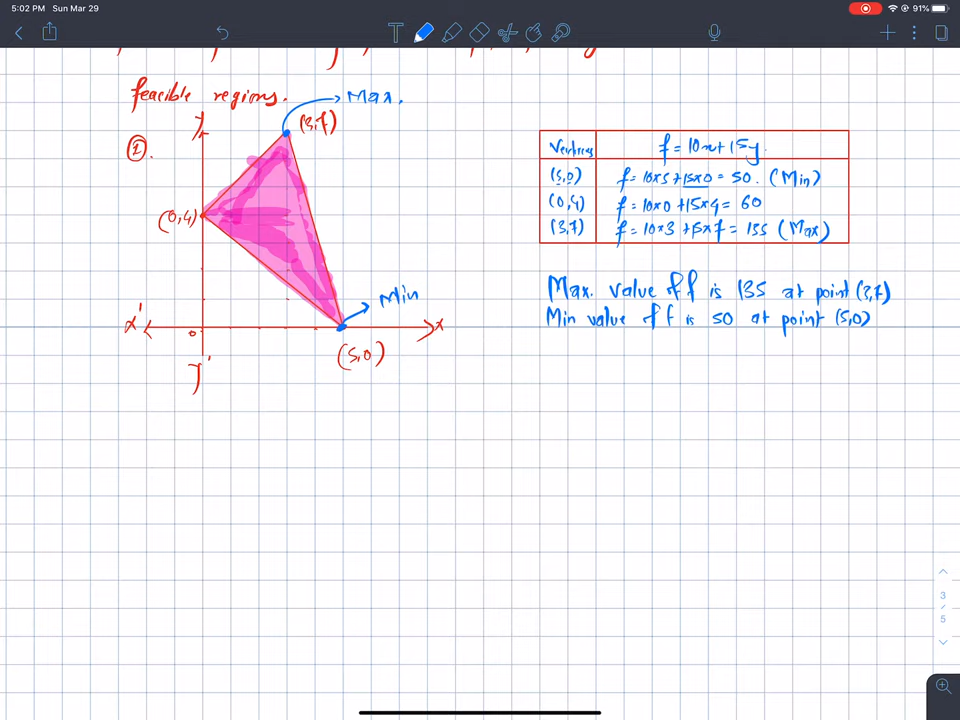 5:02 PM Sun Mar 29
91%
T
feasible regions.
Max.
y
(3,7)
①.
(0,4)
Min
x'
0
x
(5,0)
y'
Vertices f = 10x + 15y.
(5,0) f = 10×5 + 15×0 = 50. (Min)
(0,4) f = 10×0 + 15×4 = 60
(3,7) f = 10×3 + 15×7 = 135 (Max)
Max. value of f is 135 at point (3,7)
Min value of f is 50 at point (5,0)
3
/
5